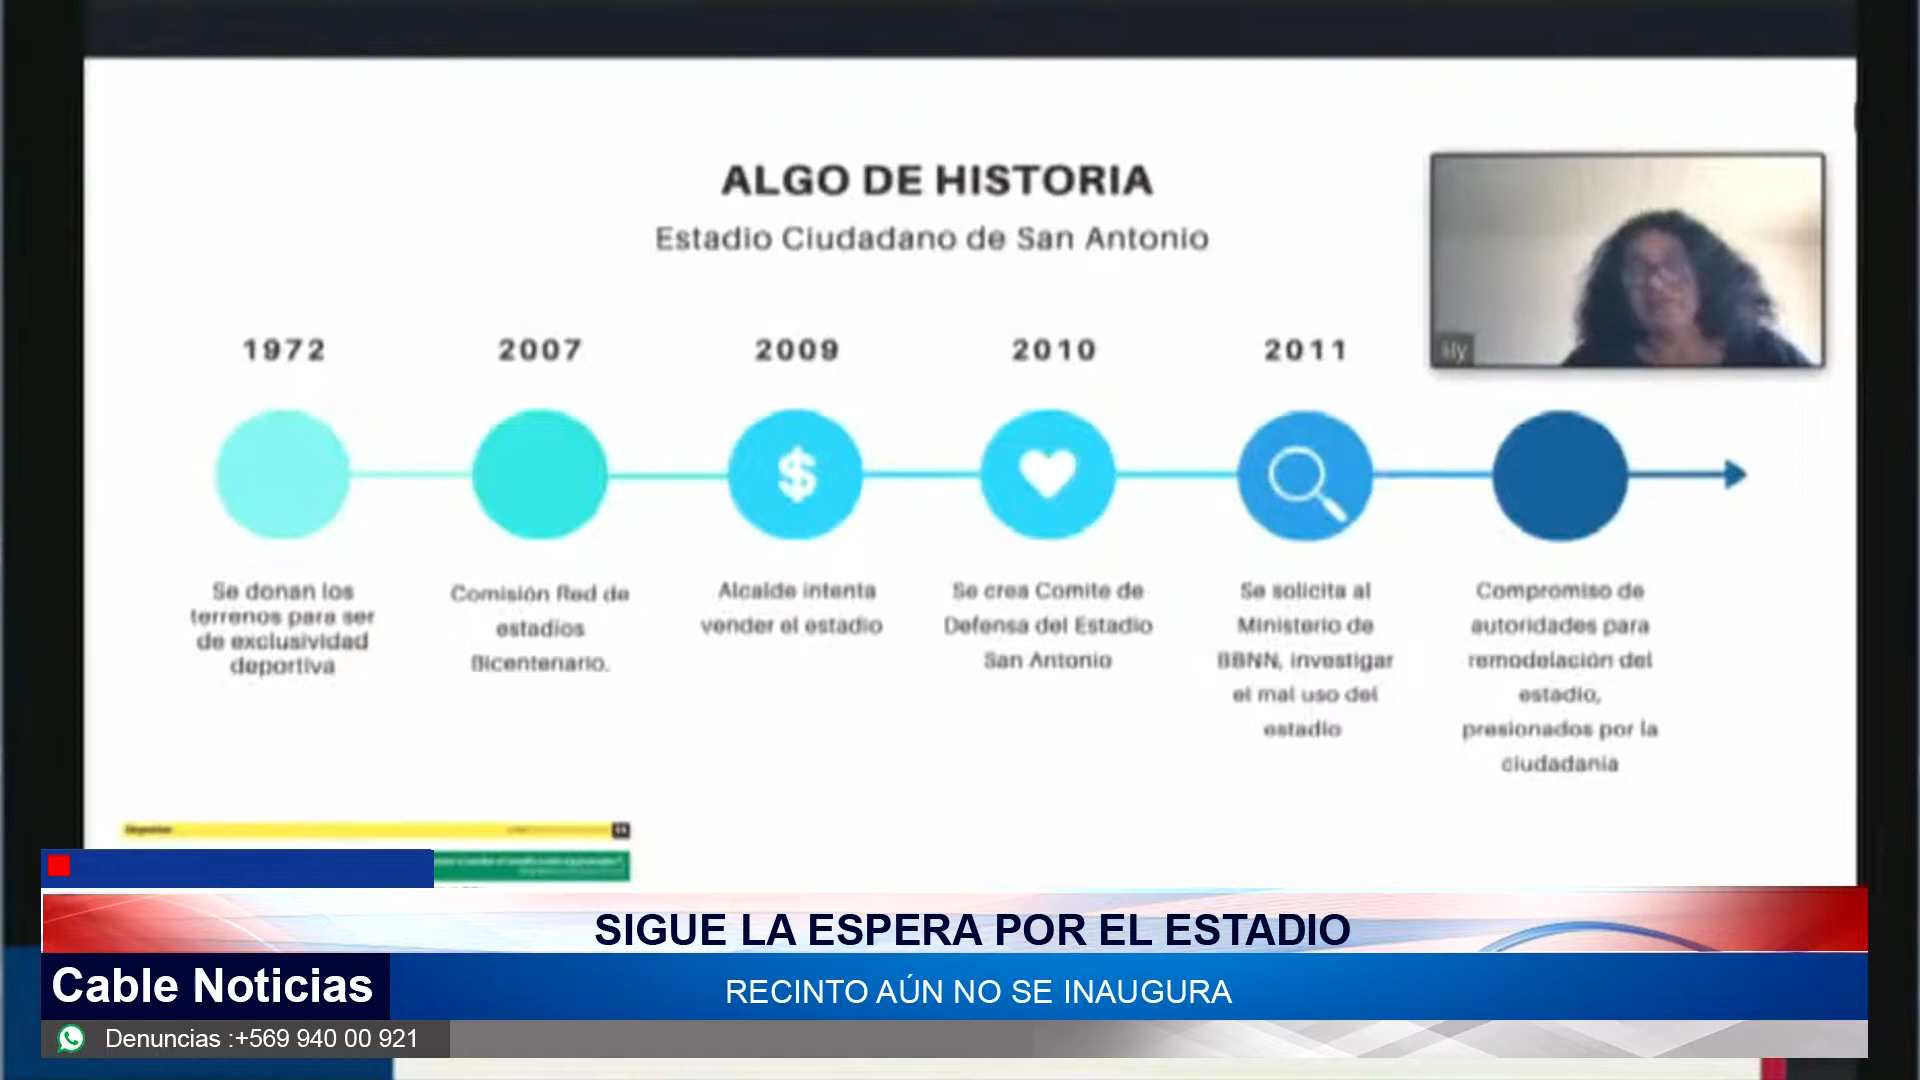 ALGO DE HISTORIA
Estadio Ciudadano de San Antonio
1972
2007
2009
2010
2011
lily
$
Se donan los
terrenos para ser
de exclusividad
deportiva
Comisión Red de
estadios
Bicentenario.
Alcalde intenta
vender el estadio
Se crea Comite de
Defensa del Estadio
San Antonio
Se solicita al
Ministerio de
BBNN, investigar
el mal uso del
estadio
Compromiso de
autoridades para
remodelación del
estadio,
presionados por la
ciudadania
Deportes
SIGUE LA ESPERA POR EL ESTADIO
Cable Noticias
RECINTO AÚN NO SE INAUGURA
Denuncias :+569 940 00 921